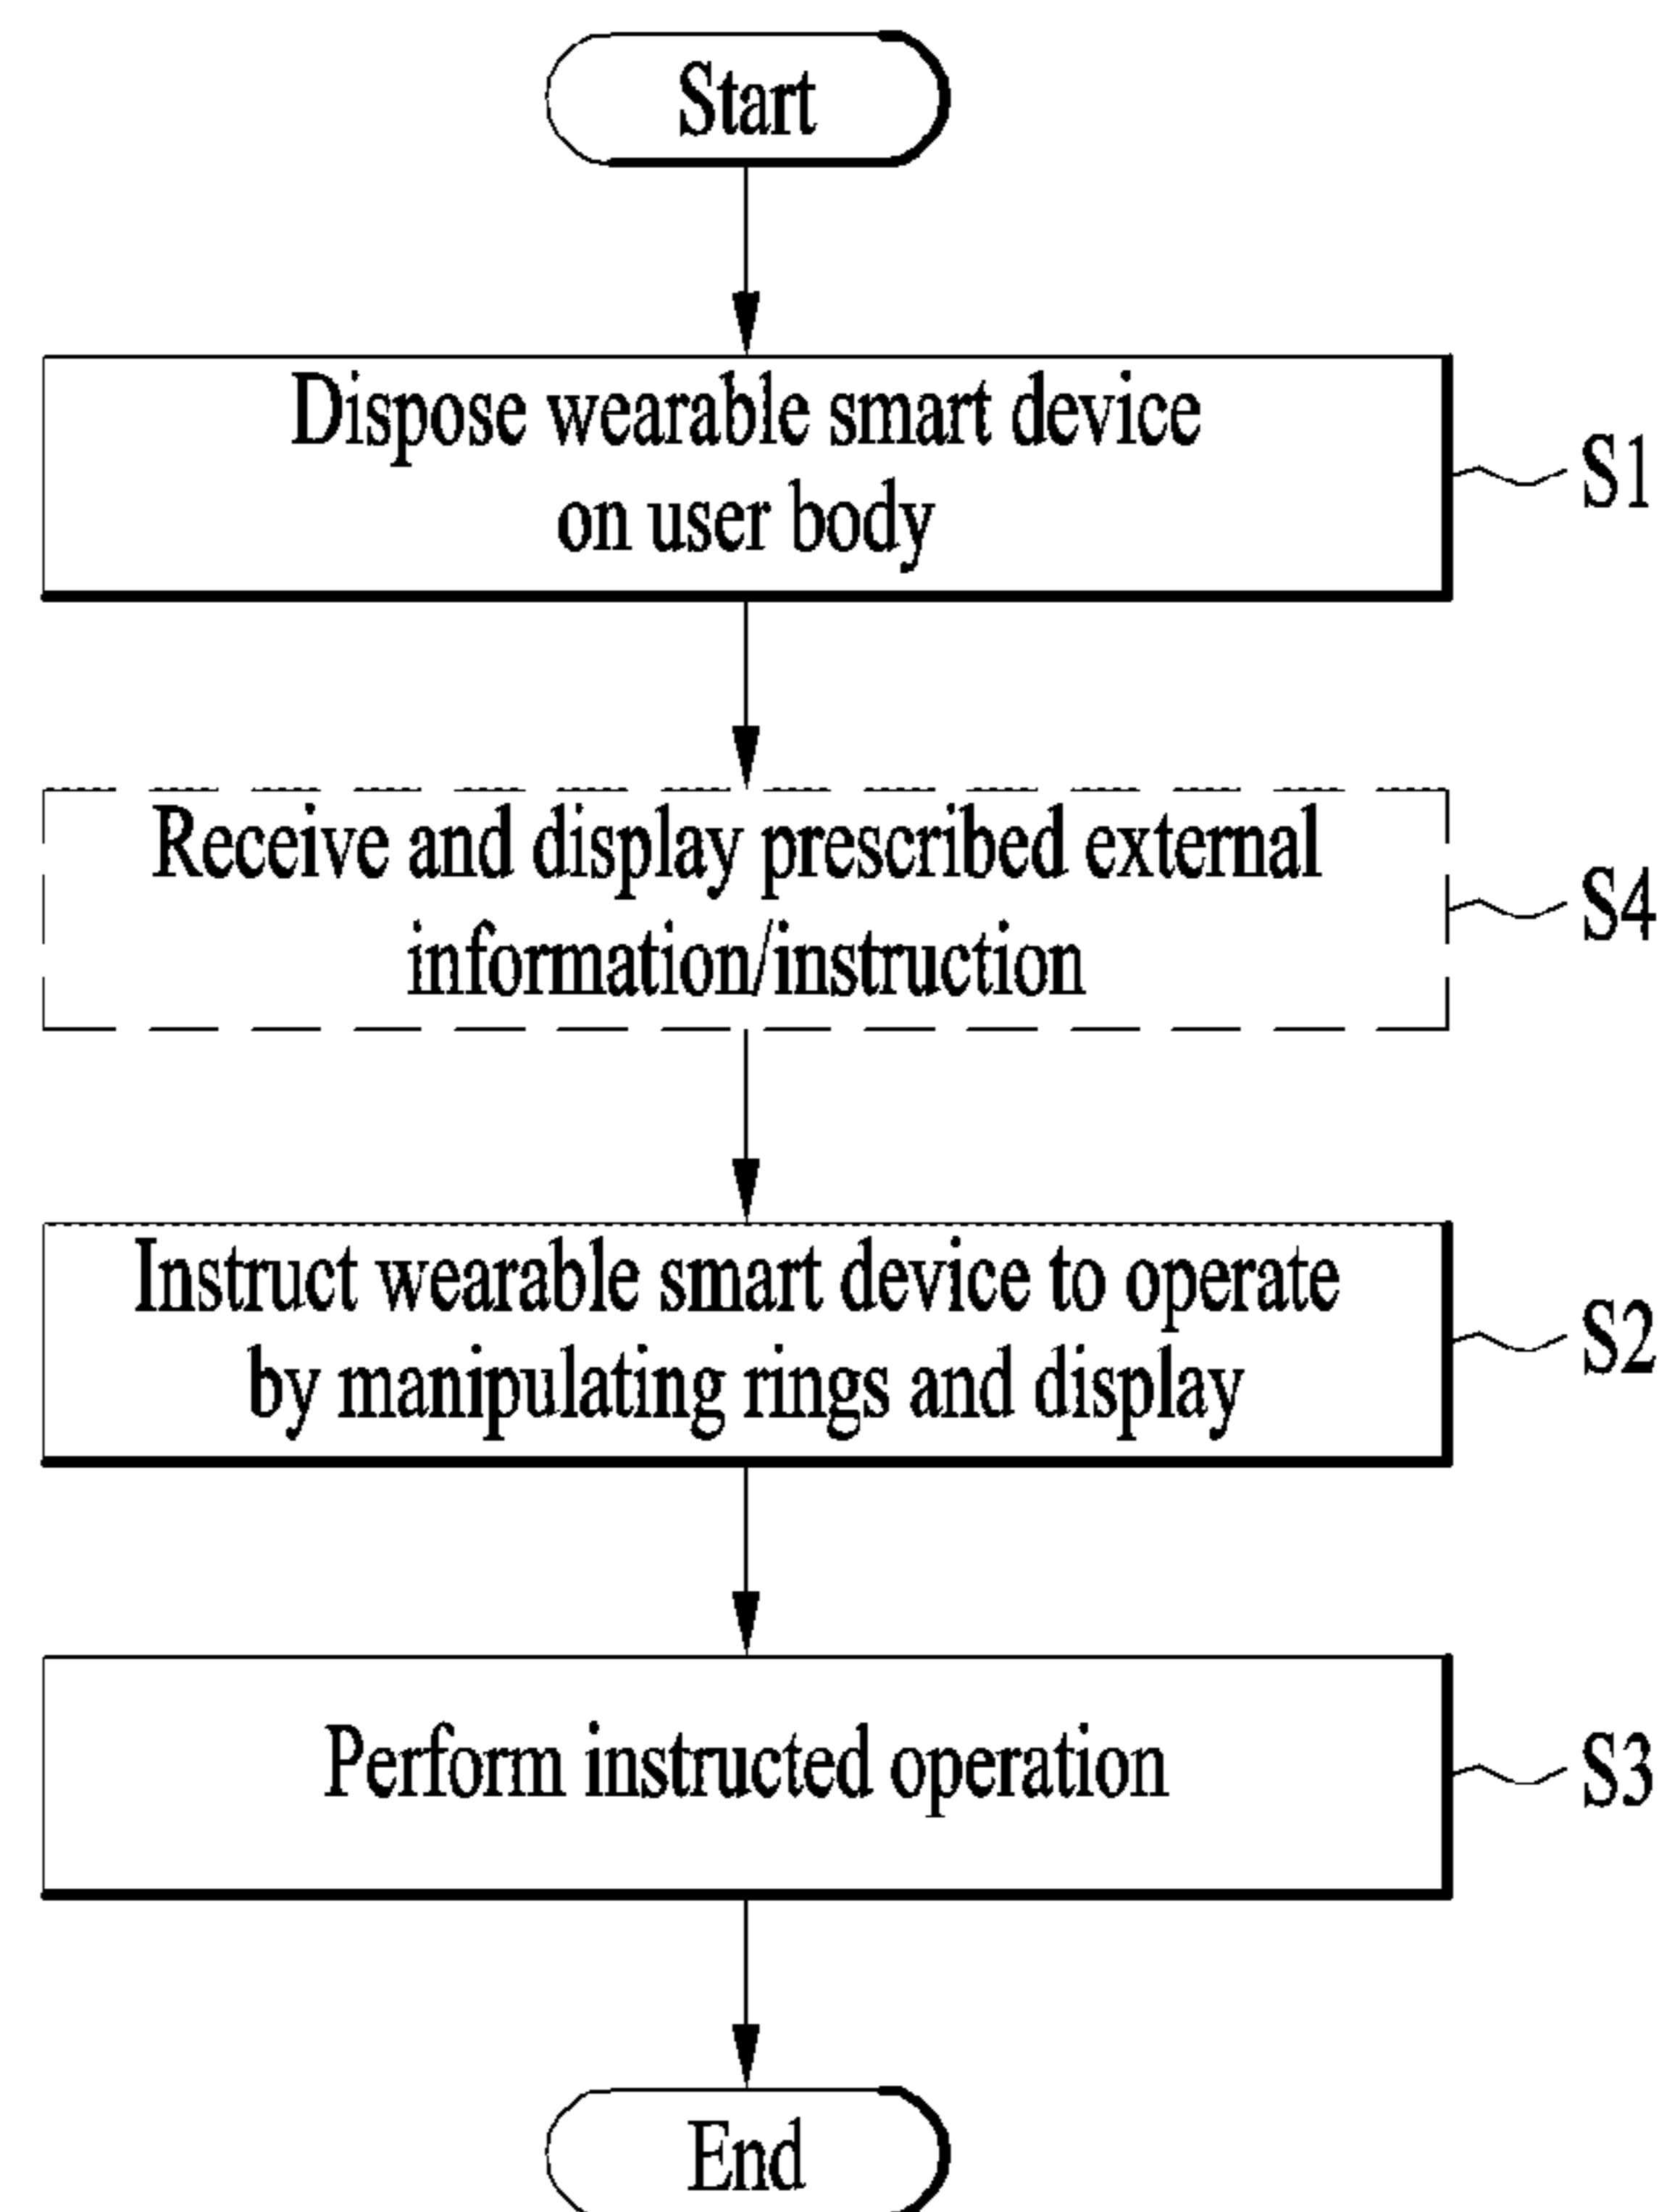 Start
Dispose wearable smart device
on user body
S1
Receive and display prescribed external
information/instruction
S4
Instruct wearable smart device to operate
by manipulating rings and display
S2
Perform instructed operation
S3
End